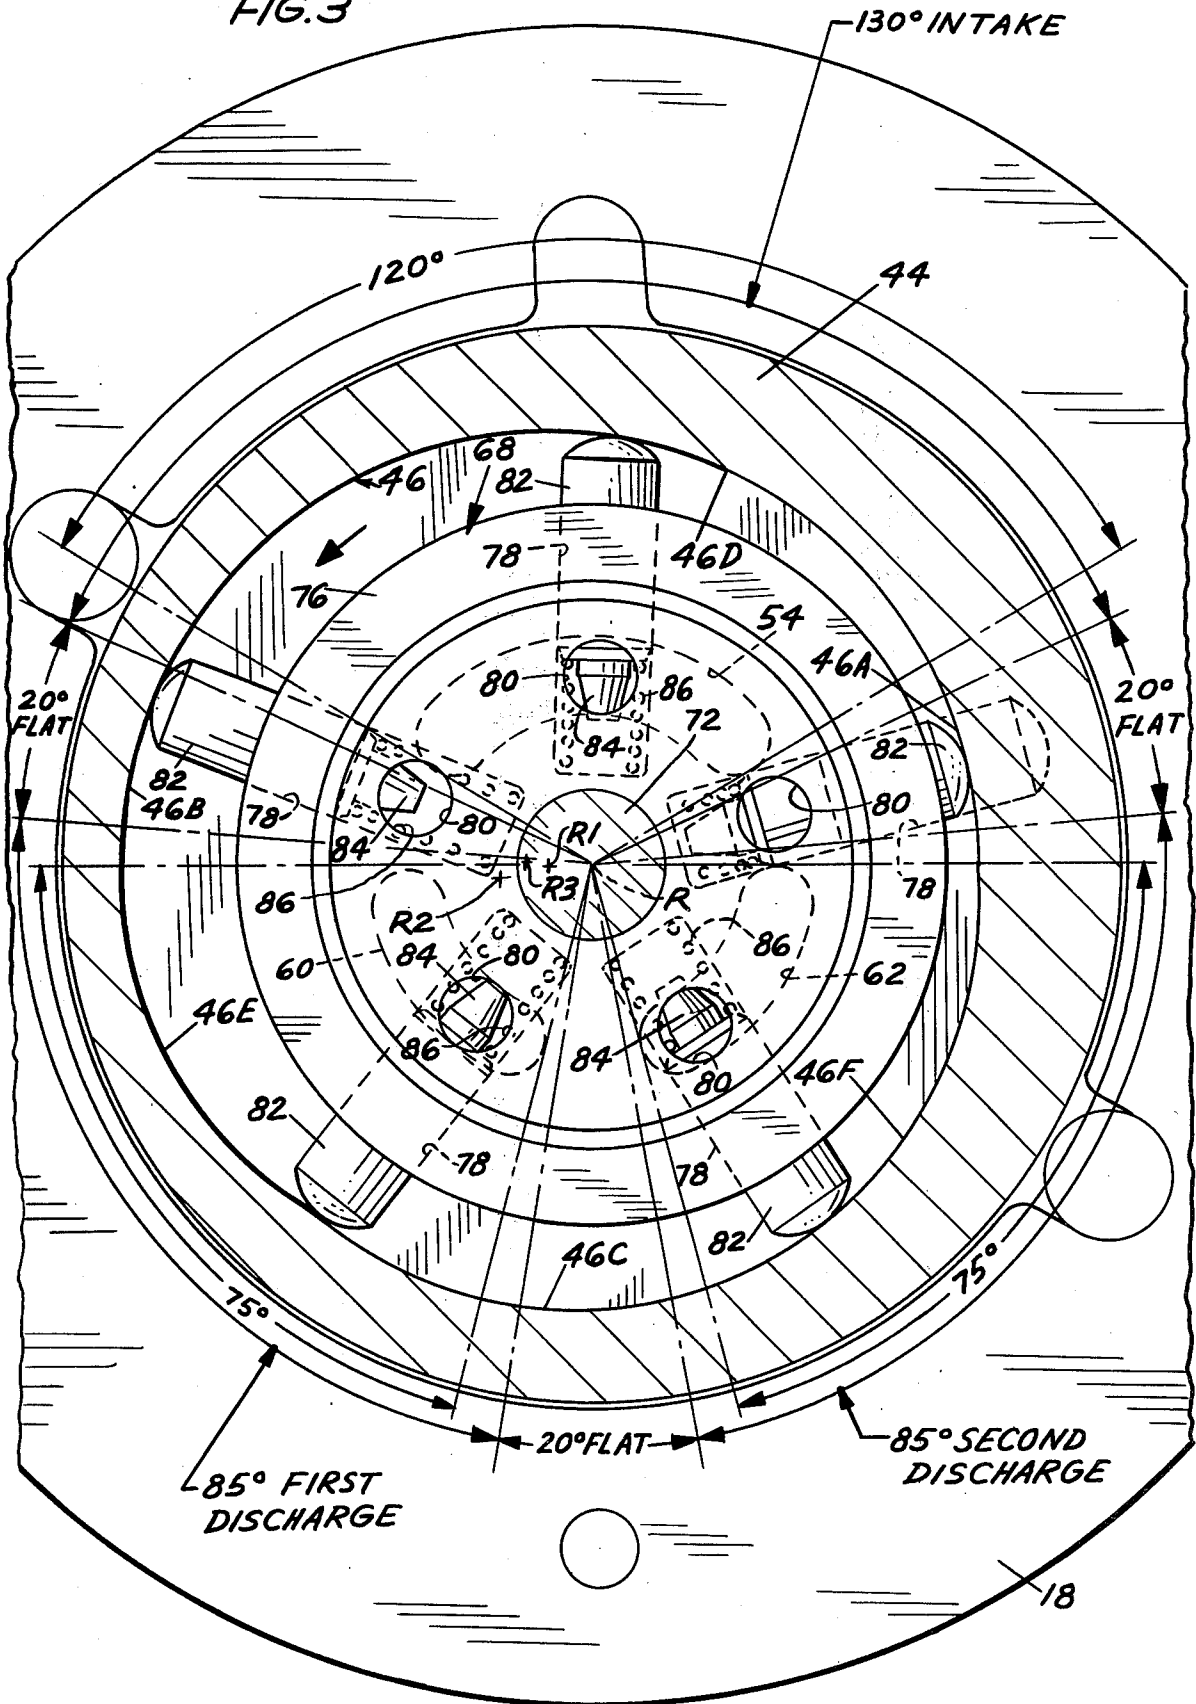 FIG.3
130° INTAKE
120°
44
68
46
82
78
46D
76
54
46A
80
86
72
84
20°
FLAT
20°
FLAT
82
82
46B
78
80
80
84
R1
R3
R
86
78
R2
84
80
86
60
62
46E
86
84
80
46F
82
78
78
82
46C
75°
75°
20° FLAT
85° SECOND
DISCHARGE
85° FIRST
DISCHARGE
18